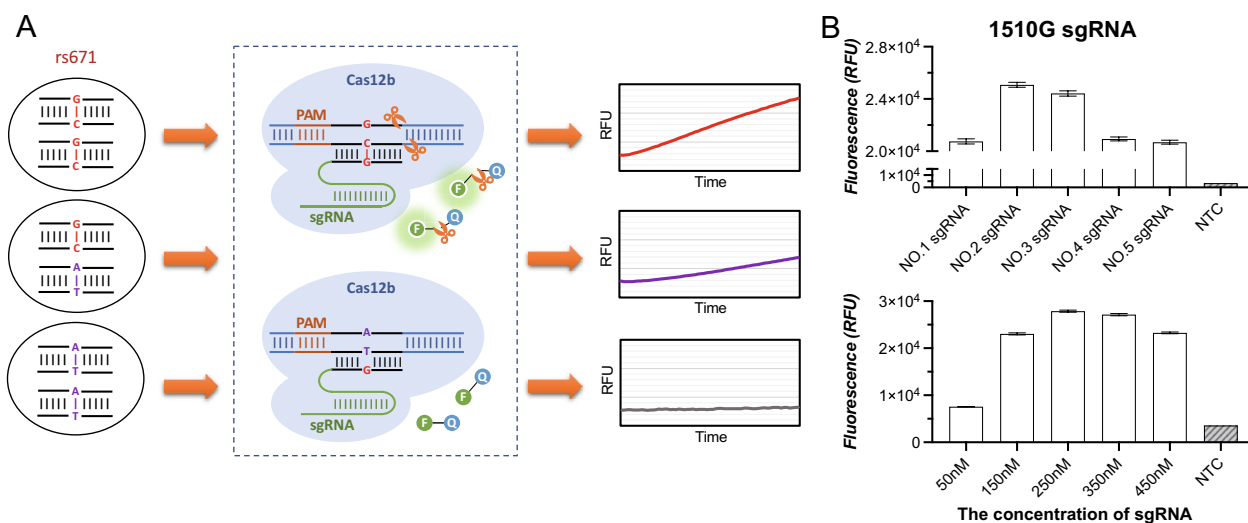 A
rs671
G
C
G
C
G
C
A
T
A
T
A
T
Cas12b
PAM
G
C
G
sgRNA
F
Q
F
Q
Cas12b
PAM
A
T
G
sgRNA
F
Q
F
Q
RFU
Time
RFU
Time
RFU
Time
B
1510G sgRNA
Fluorescence (RFU)
2.8×10⁴
2.4×10⁴
2.0×10⁴
1×10⁴
0
NO.1 sgRNA
NO.2 sgRNA
NO.3 sgRNA
NO.4 sgRNA
NO.5 sgRNA
NTC
Fluorescence (RFU)
3×10⁴
2×10⁴
1×10⁴
0
50nM
150nM
250nM
350nM
450nM
NTC
The concentration of sgRNA